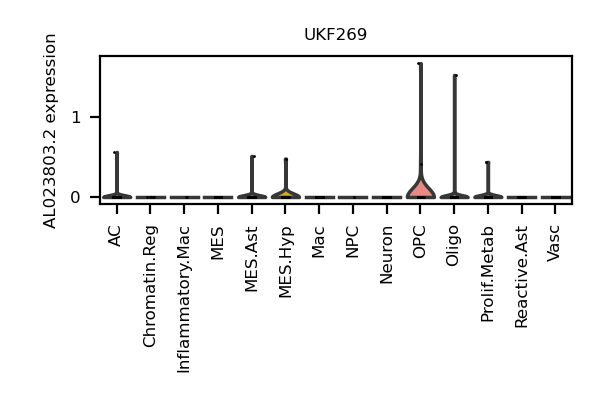 UKF269
AL023803.2 expression
1
0
AC
Chromatin.Reg
Inflammatory.Mac
MES
MES.Ast
MES.Hyp
Mac
NPC
Neuron
OPC
Oligo
Prolif.Metab
Reactive.Ast
Vasc